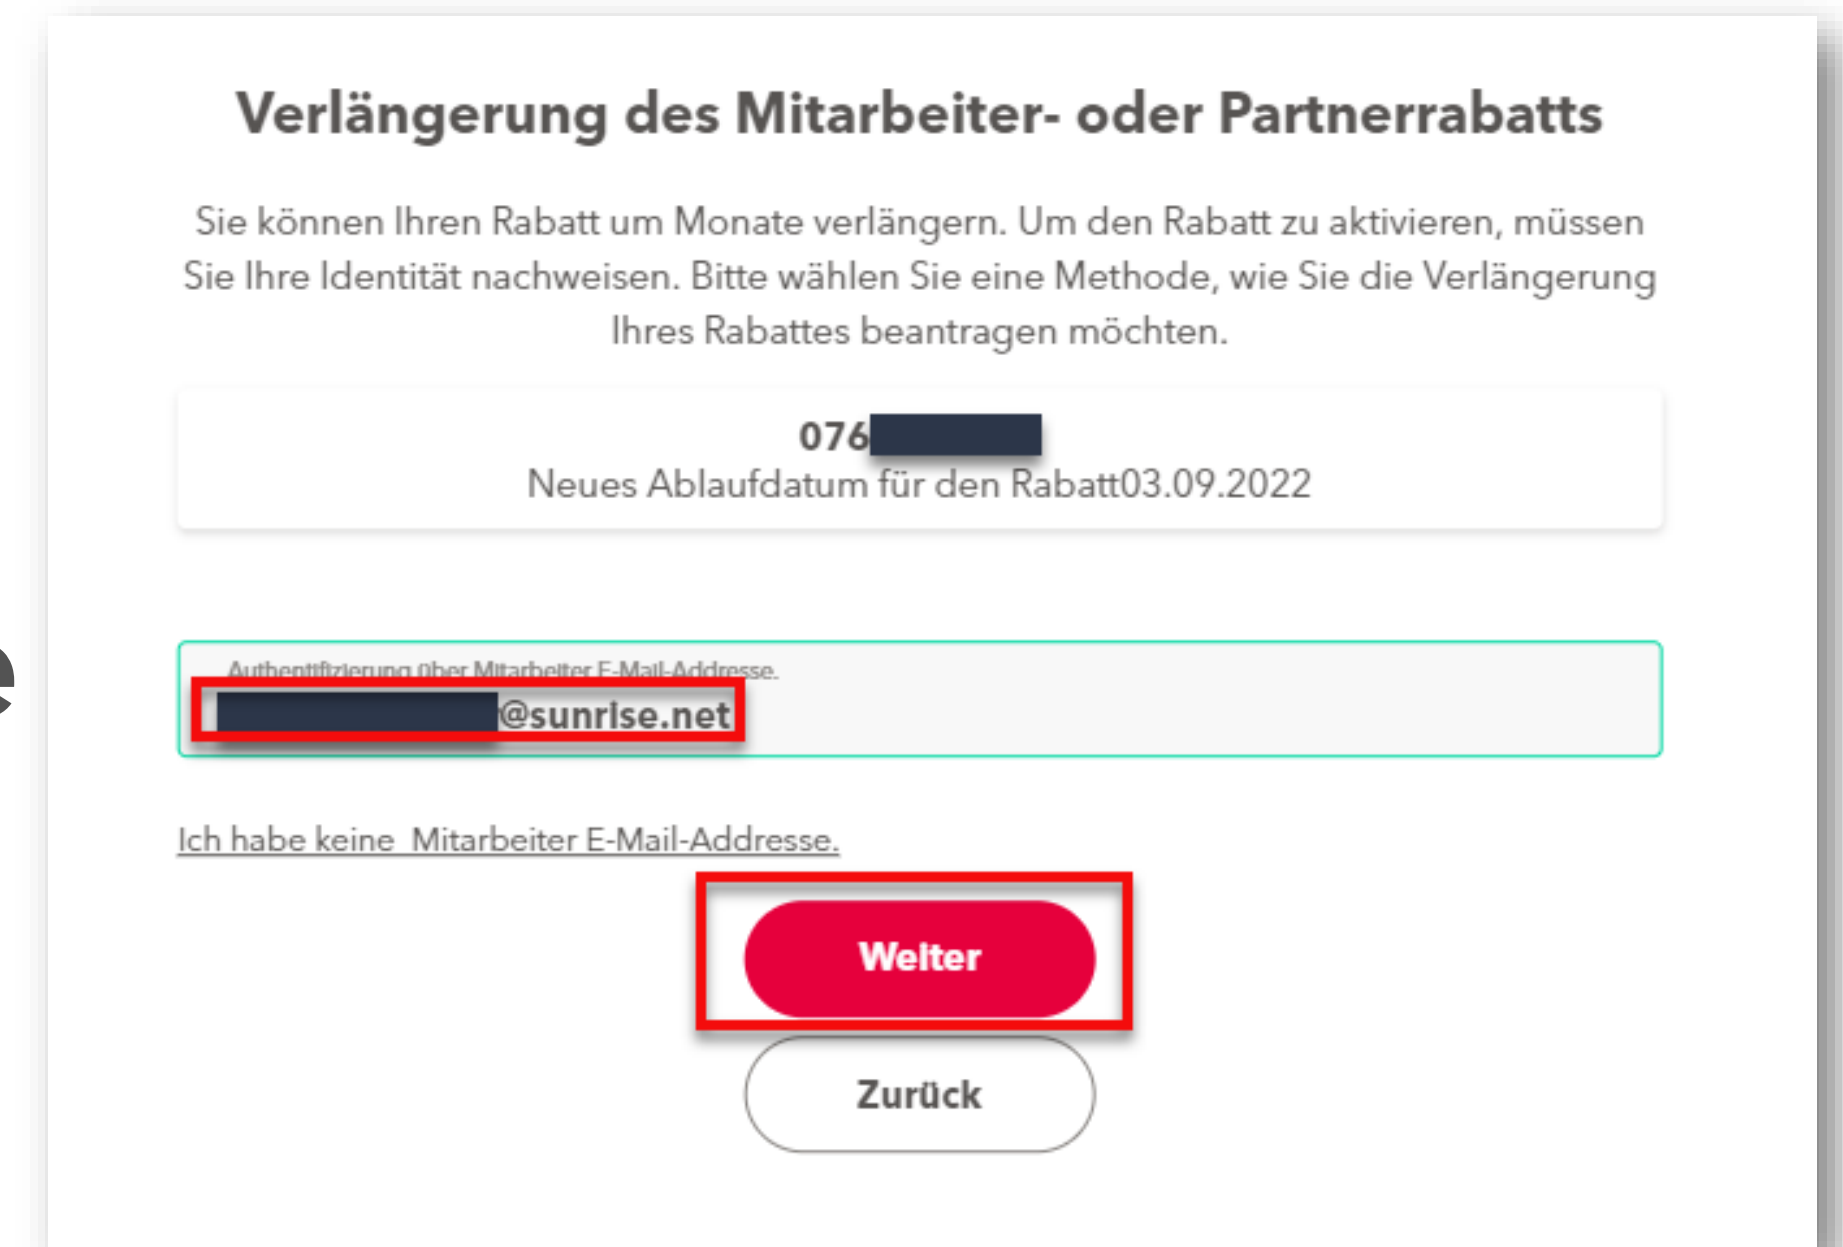 Verlängerung des Mitarbeiter- oder Partnerrabatts
Sie können Ihren Rabatt um Monate verlängern. Um den Rabatt zu aktivieren, müssen
Sie Ihre Identität nachweisen. Bitte wählen Sie eine Methode, wie Sie die Verlängerung
Ihres Rabattes beantragen möchten.
076
Neues Ablaufdatum für den Rabatt03.09.2022
e
Authentifizierung über Mitarbeiter E-Mail-Addresse.
@sunrise.net
Ich habe keine  Mitarbeiter E-Mail-Addresse.
Weiter
Zurück